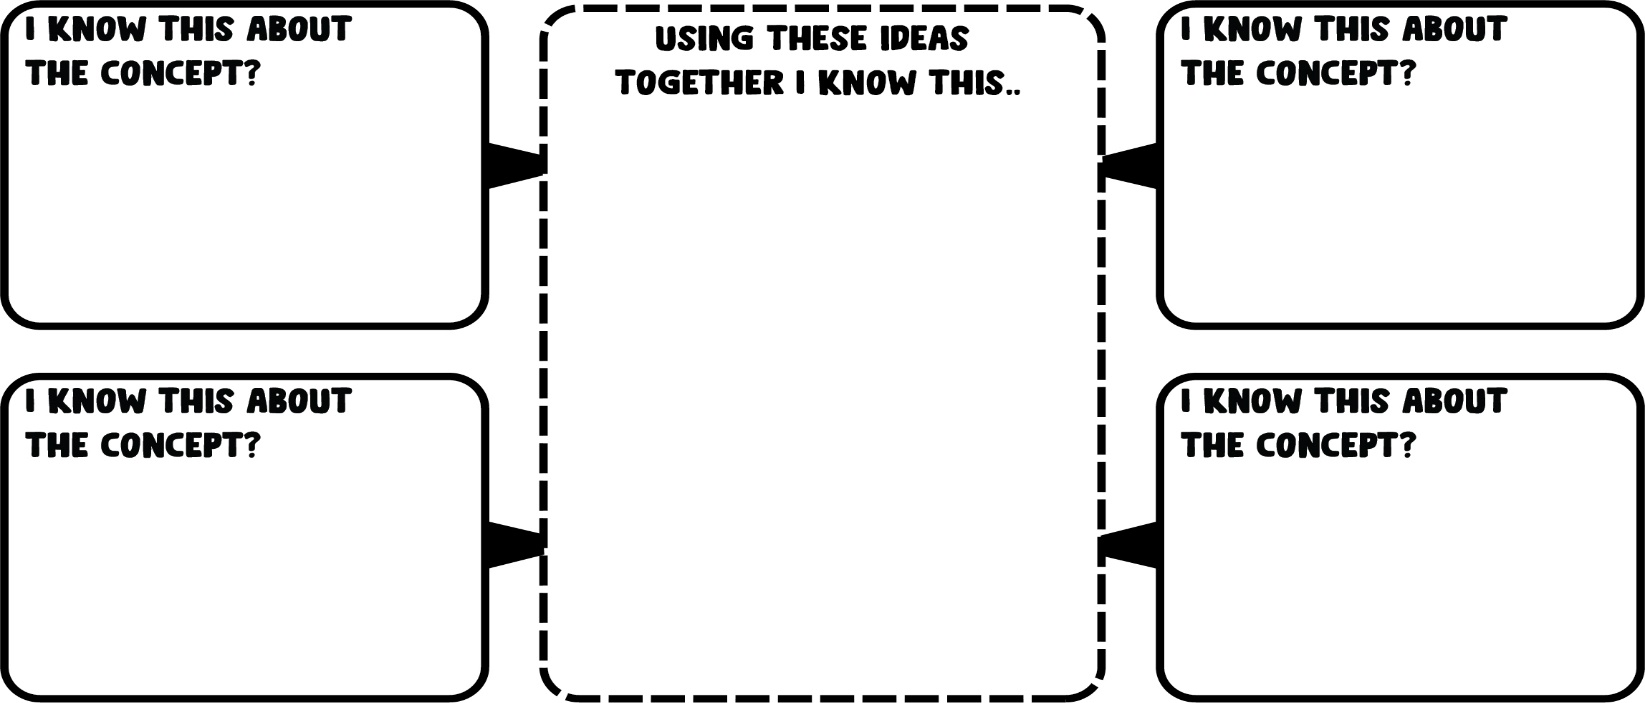 I KNOW THIS ABOUT
THE CONCEPT?
USING THESE IDEAS
TOGETHER I KNOW THIS..
I KNOW THIS ABOUT
THE CONCEPT?
I KNOW THIS ABOUT
THE CONCEPT?
I KNOW THIS ABOUT
THE CONCEPT?